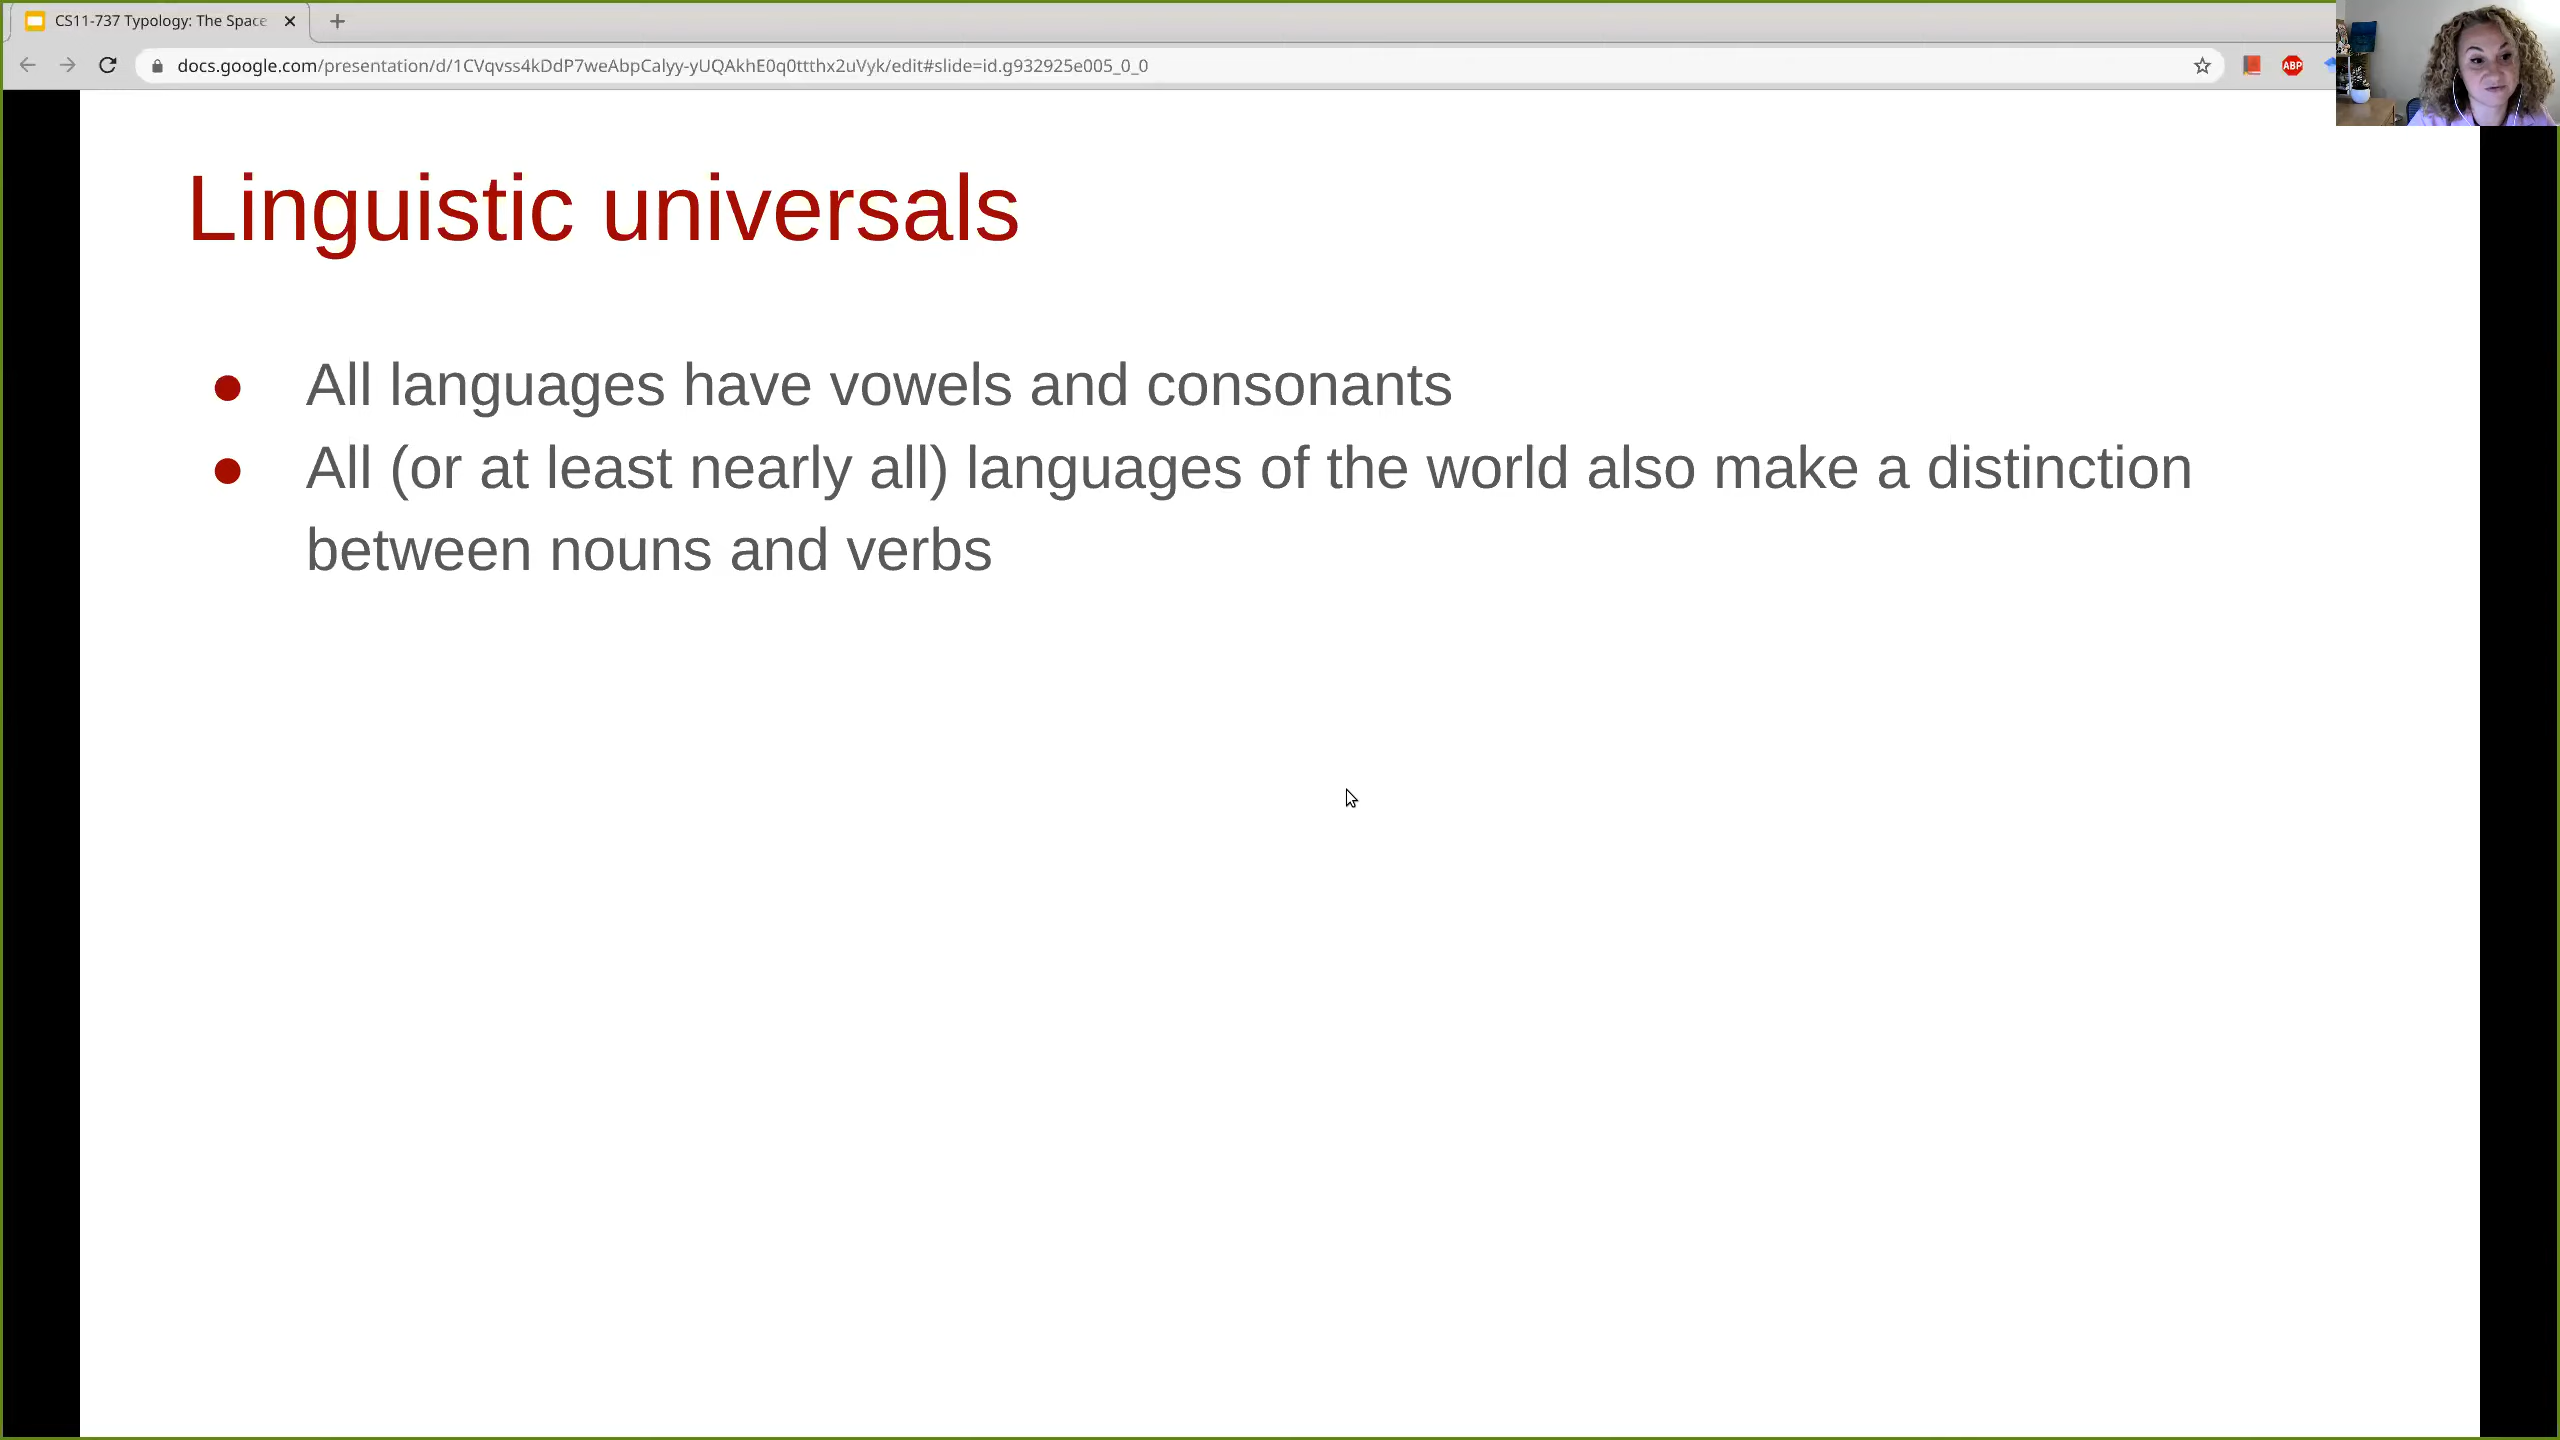 CS11-737 Typology: The Space
docs.google.com/presentation/d/1CVqvss4kDdP7weAbpCalyy-yUQAkhE0q0ttthx2uVyk/edit#slide=id.g932925e005_0_0
ABP
Linguistic universals
● All languages have vowels and consonants
● All (or at least nearly all) languages of the world also make a distinction
between nouns and verbs